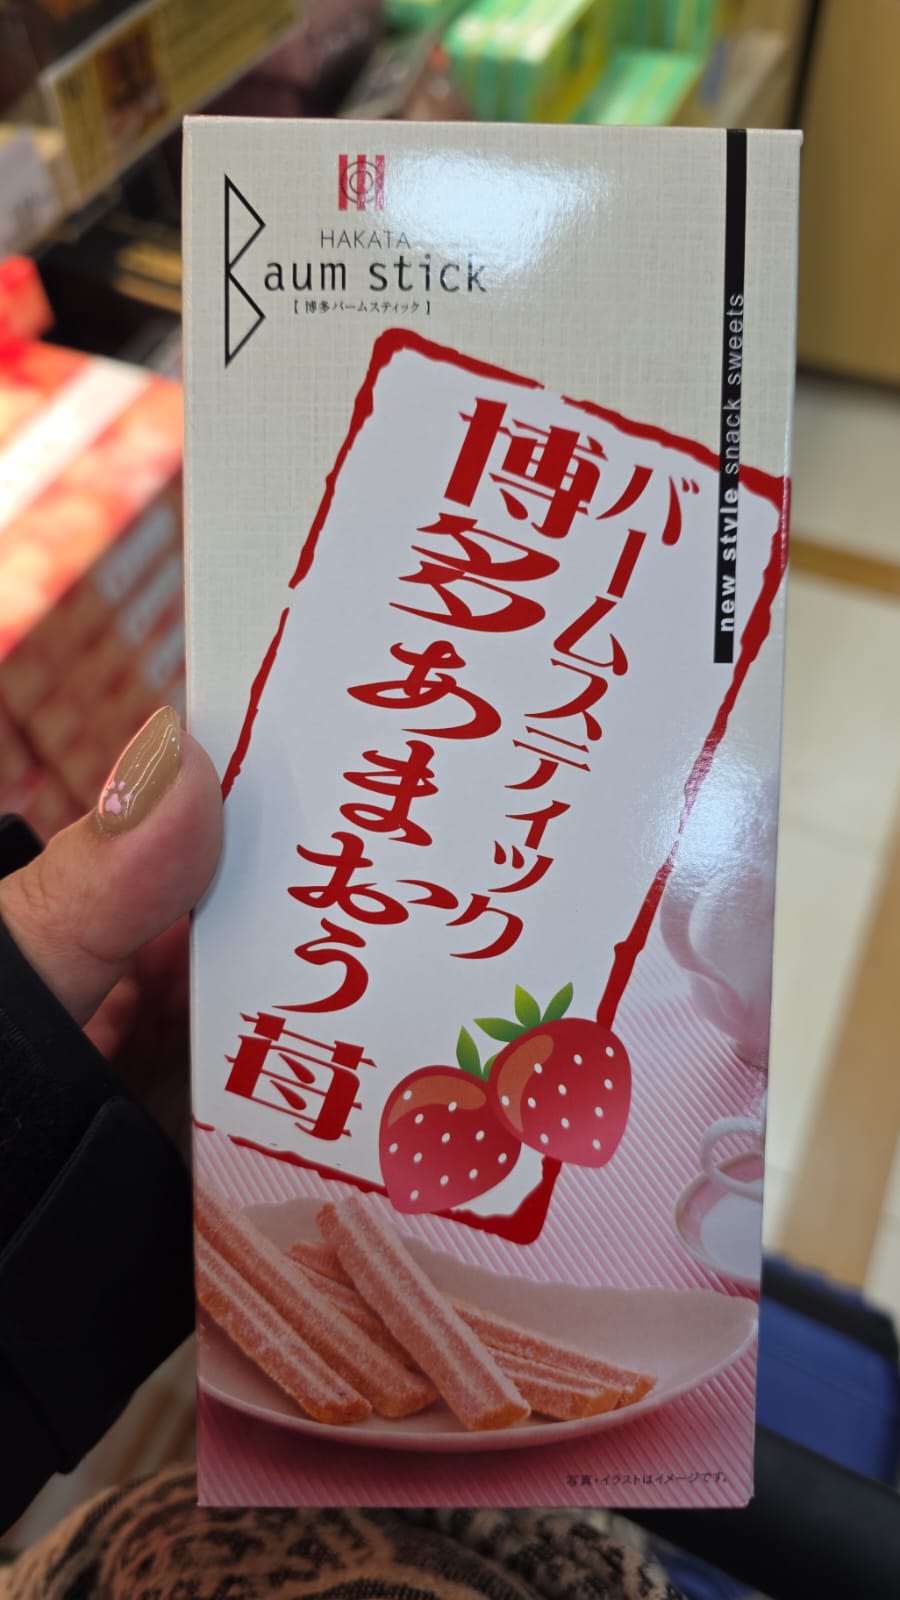 HAKATA
Baum stick
【博多バームスティック】
new style snack sweets
バームスティック
博多あまおう苺
写真・イラストはイメージです。